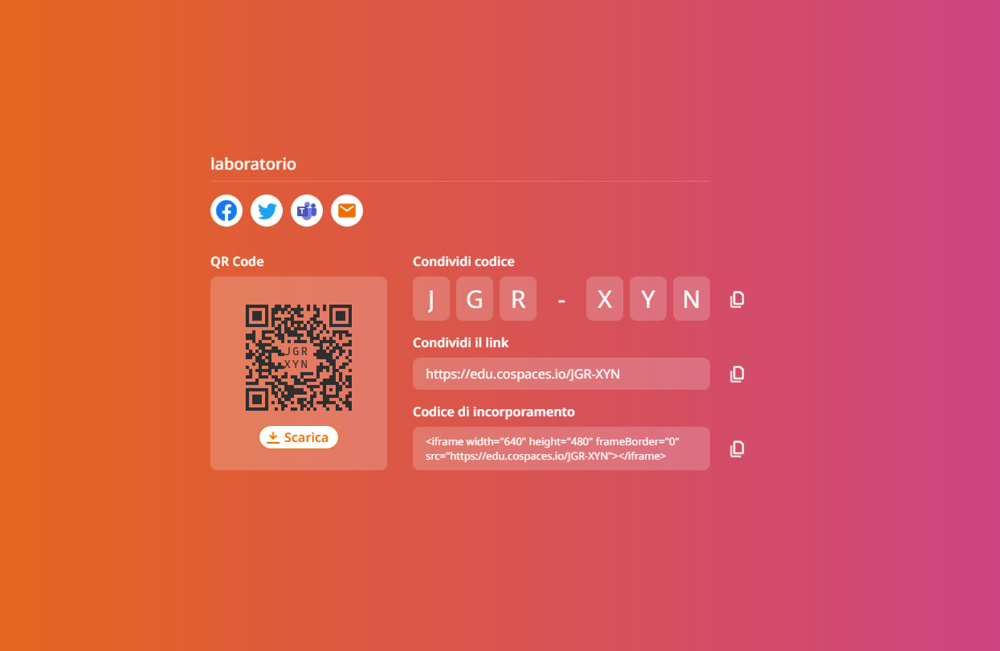 laboratorio
QR Code
JGR
XYN
Scarica
Condividi codice
J G R - X Y N
Condividi il link
https://edu.cospaces.io/JGR-XYN
Codice di incorporamento
<iframe width="640" height="480" frameBorder="0"
src="https://edu.cospaces.io/JGR-XYN"></iframe>